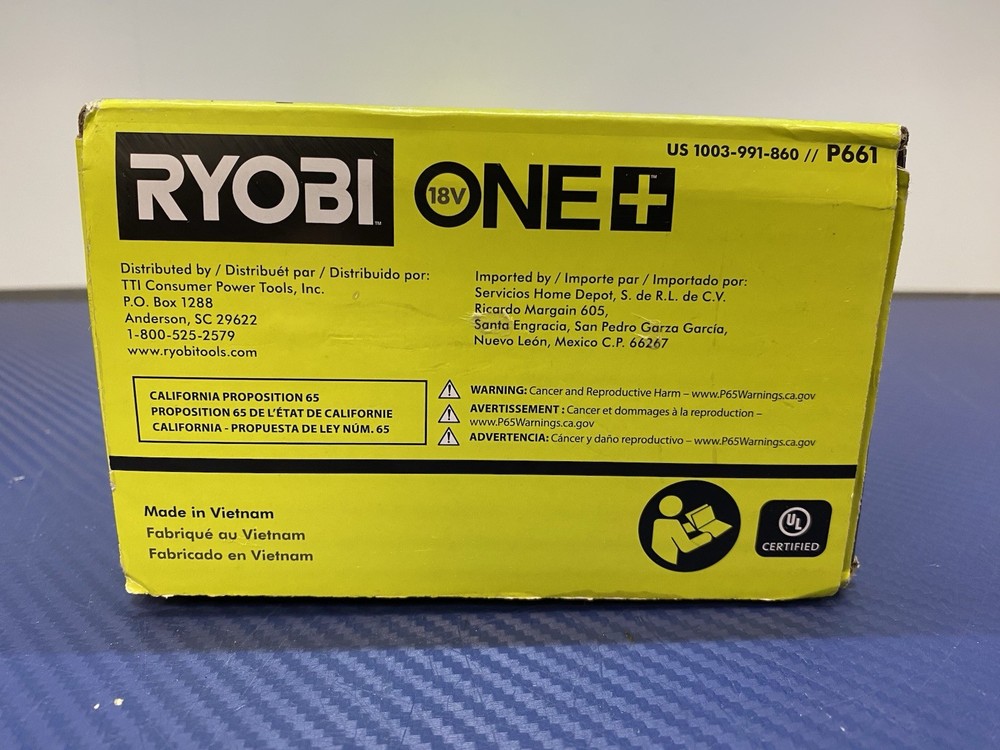 RYOBI™
18V ONE+™
US 1003-991-860 // P661
Distributed by / Distribuét par / Distribuido por:
TTI Consumer Power Tools, Inc.
P.O. Box 1288
Anderson, SC 29622
1-800-525-2579
www.ryobitools.com
Imported by / Importe par / Importado por:
Servicios Home Depot, S. de R.L. de C.V.
Ricardo Margain 605,
Santa Engracia, San Pedro Garza García,
Nuevo León, Mexico C.P. 66267
CALIFORNIA PROPOSITION 65
PROPOSITION 65 DE L'ÉTAT DE CALIFORNIE
CALIFORNIA - PROPUESTA DE LEY NÚM. 65
WARNING: Cancer and Reproductive Harm – www.P65Warnings.ca.gov
AVERTISSEMENT : Cancer et dommages à la reproduction –
www.P65Warnings.ca.gov
ADVERTENCIA: Cáncer y daño reproductivo – www.P65Warnings.ca.gov
Made in Vietnam
Fabriqué au Vietnam
Fabricado en Vietnam
UL
CERTIFIED